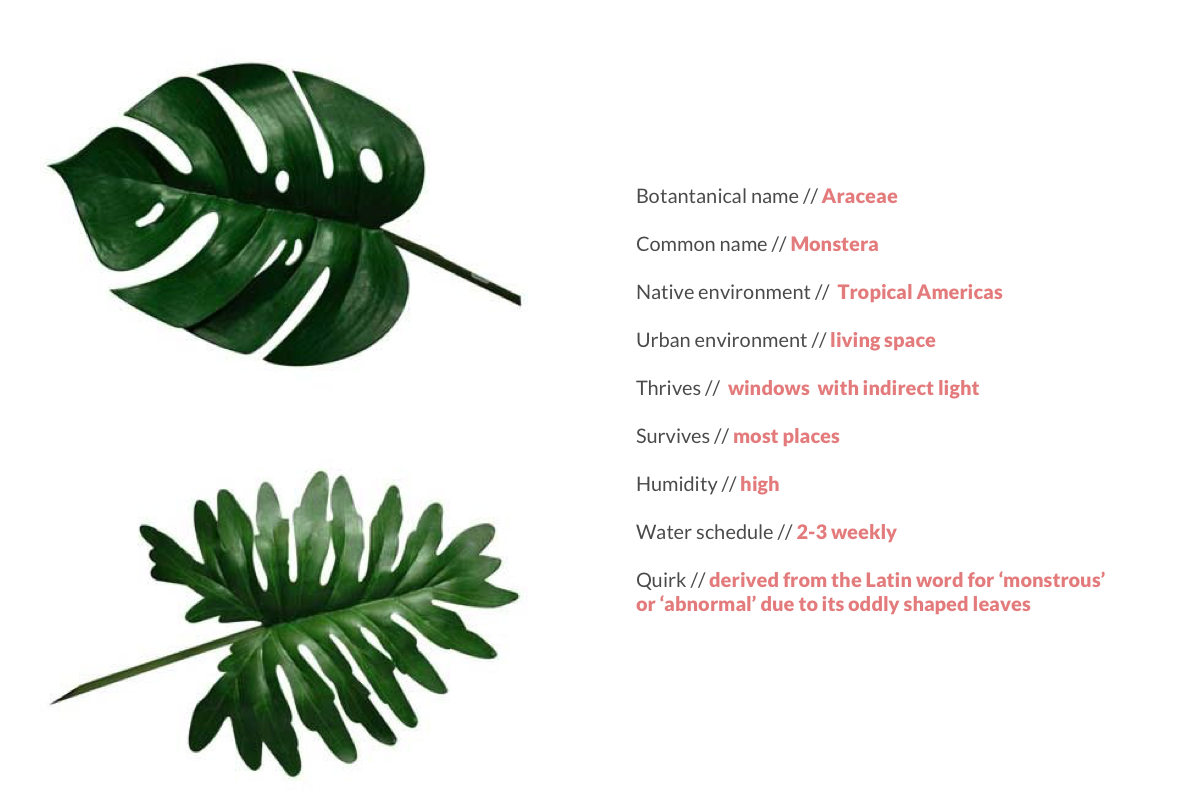 Botantanical name // Araceae
Common name // Monstera
Native environment // Tropical Americas
Urban environment // living space
Thrives // windows with indirect light
Survives // most places
Humidity // high
Water schedule // 2-3 weekly
Quirk // derived from the Latin word for ‘monstrous’
or ‘abnormal’ due to its oddly shaped leaves